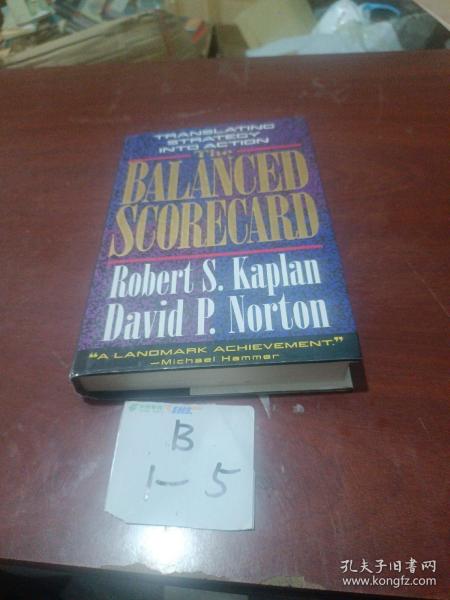 TRANSLATING
STRATEGY
INTO ACTION
The
BALANCED
SCORECARD
Robert S. Kaplan
David P. Norton
"A LANDMARK ACHIEVEMENT."
—Michael Hammer
EMS
B
1-5
孔夫子旧书网
www.kongfz.com